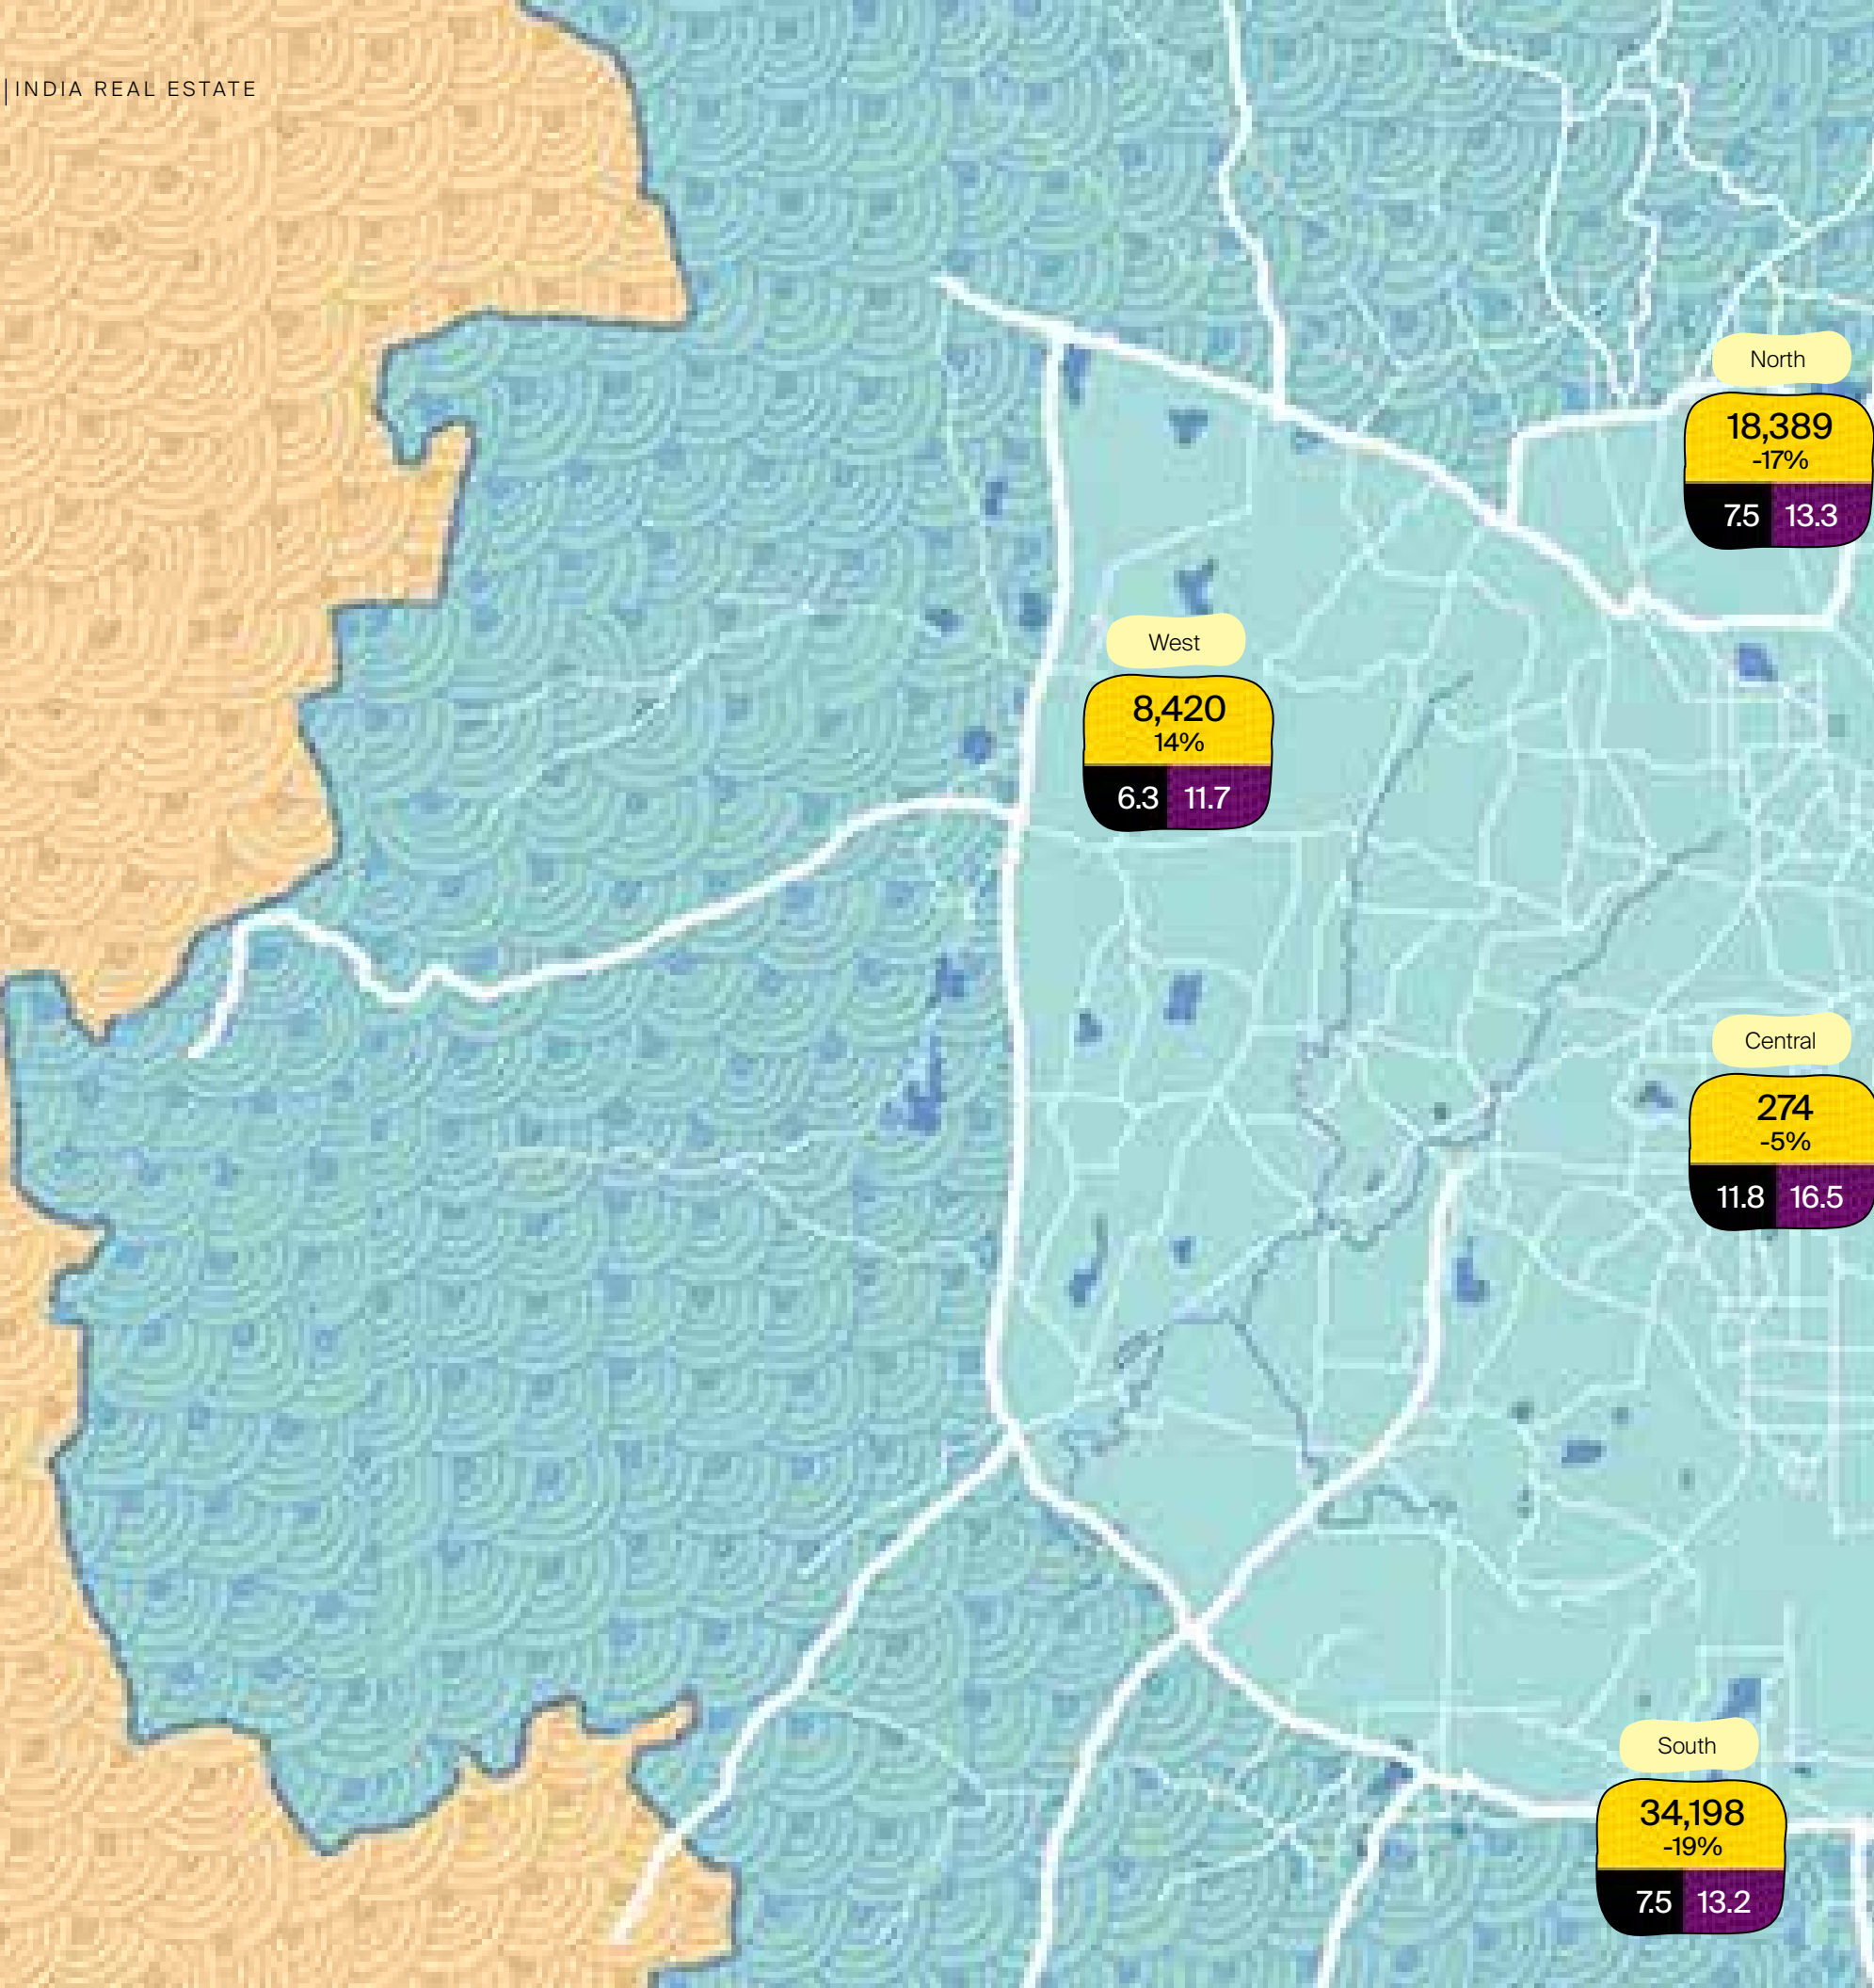 INDIA REAL ESTATE
North
18,389
-17%
7.5 13.3
West
8,420
14%
6.3 11.7
Central
274
-5%
11.8 16.5
South
34,198
-19%
7.5 13.2